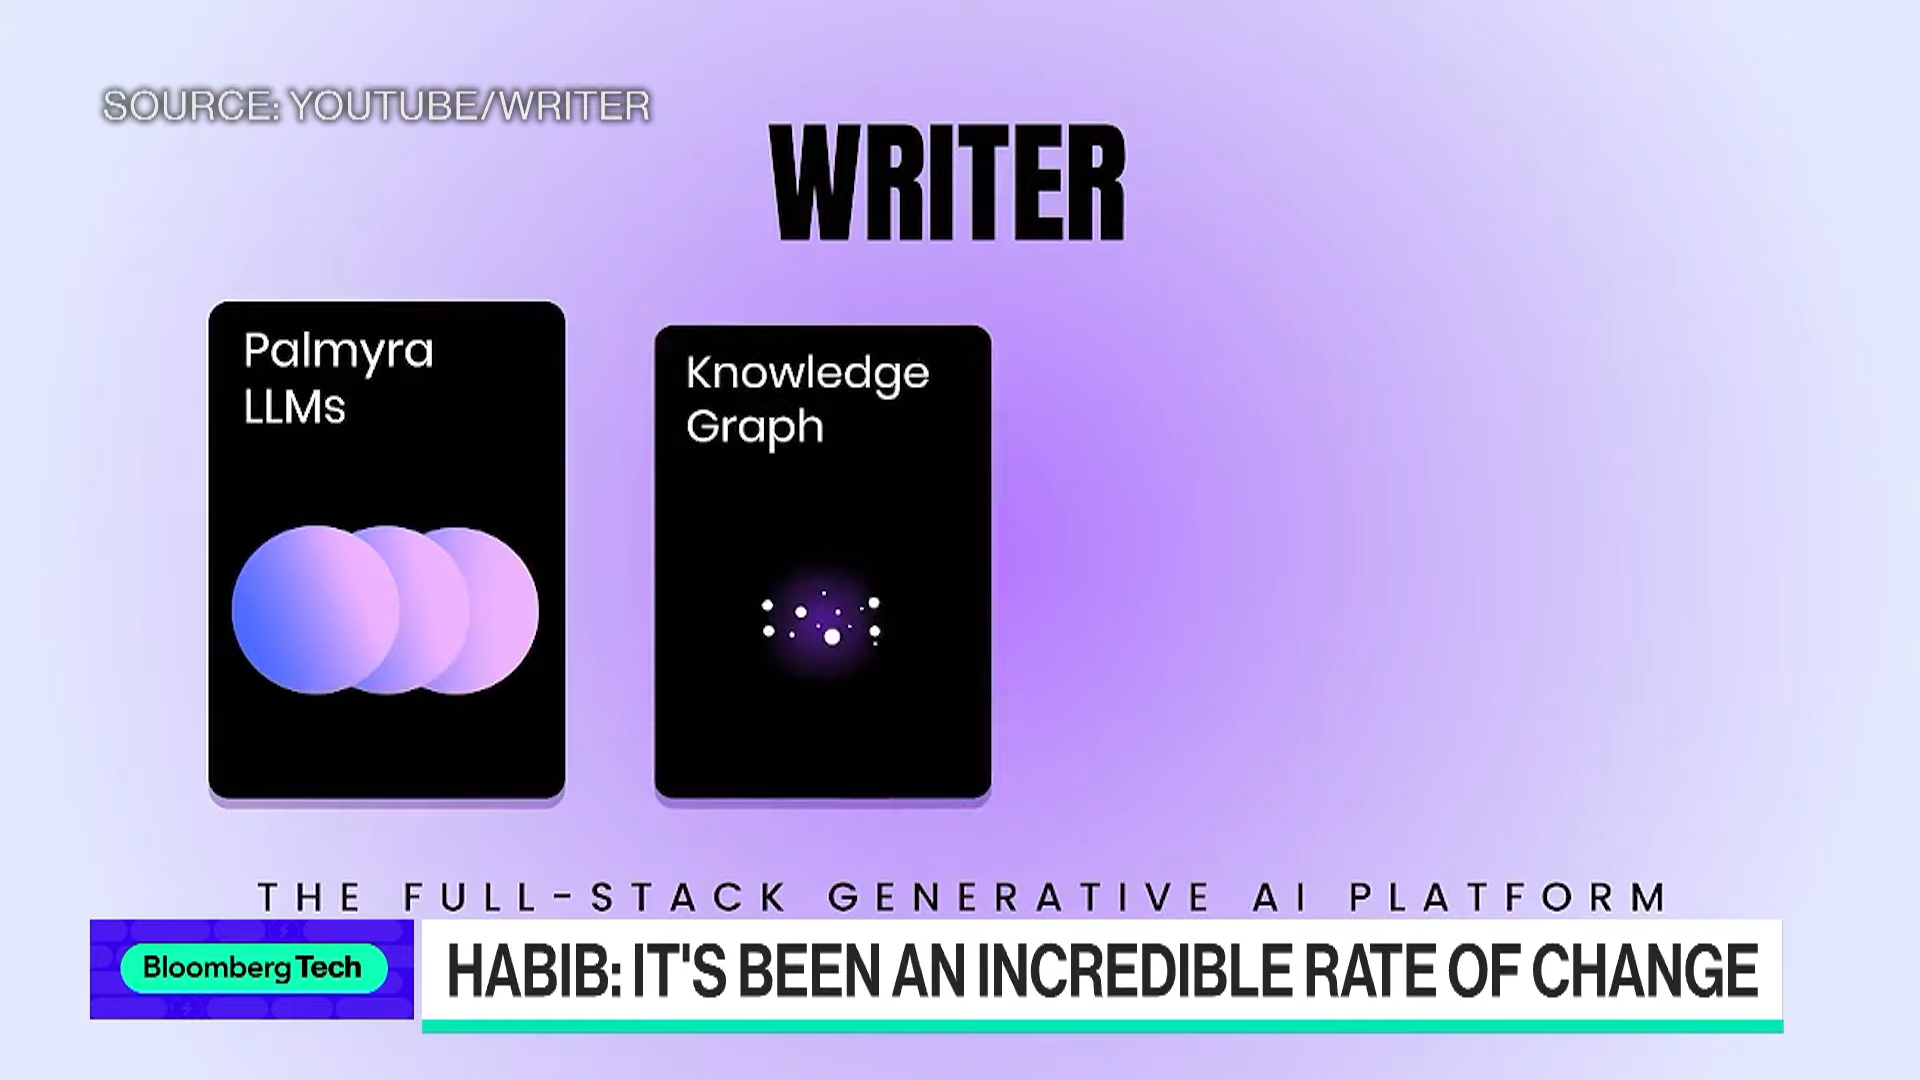 SOURCE: YOUTUBE/WRITER
WRITER
Palmyra
LLMs
Knowledge
Graph
THE FULL-STACK GENERATIVE AI PLATFORM
Bloomberg Tech
HABIB: IT'S BEEN AN INCREDIBLE RATE OF CHANGE